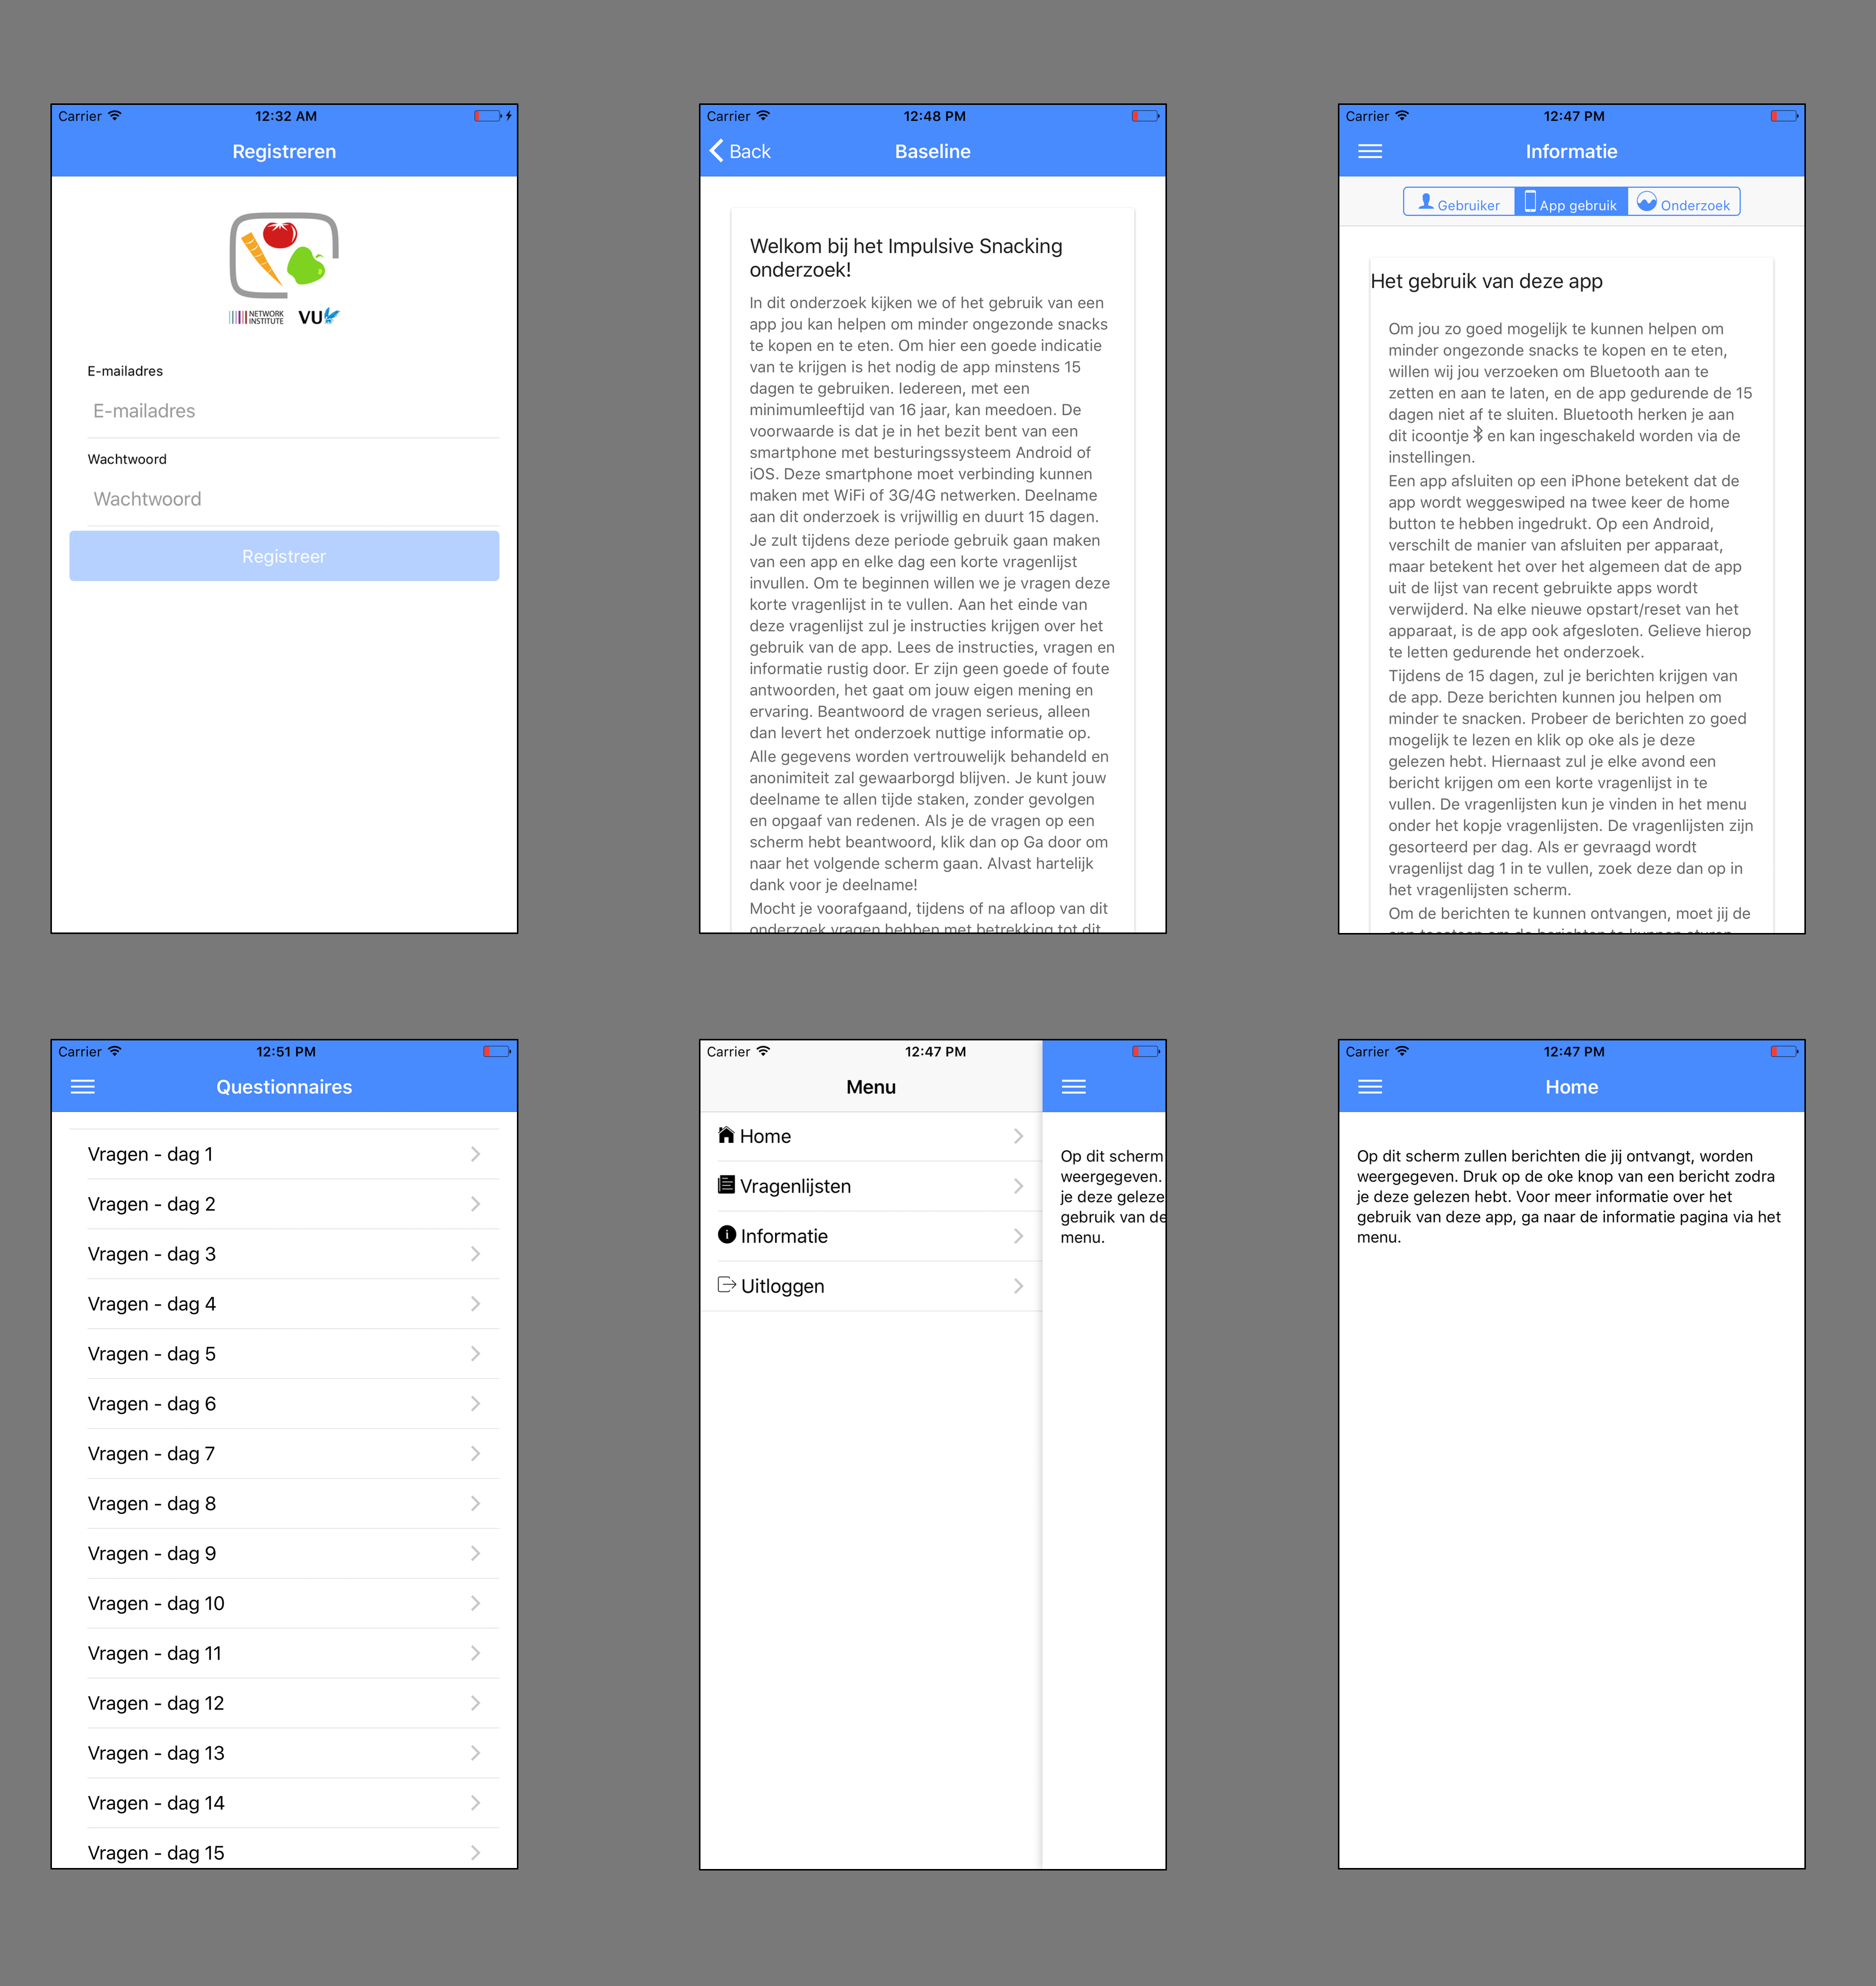 Carrier 12:32 AM
Registreren
NETWORK
INSTITUTE VU
E-mailadres
E-mailadres
Wachtwoord
Wachtwoord
Registreer
Carrier 12:48 PM
Back Baseline
Welkom bij het Impulsive Snacking
onderzoek!
In dit onderzoek kijken we of het gebruik van een
app jou kan helpen om minder ongezonde snacks
te kopen en te eten. Om hier een goede indicatie
van te krijgen is het nodig de app minstens 15
dagen te gebruiken. Iedereen, met een
minimumleeftijd van 16 jaar, kan meedoen. De
voorwaarde is dat je in het bezit bent van een
smartphone met besturingssysteem Android of
iOS. Deze smartphone moet verbinding kunnen
maken met WiFi of 3G/4G netwerken. Deelname
aan dit onderzoek is vrijwillig en duurt 15 dagen.
Je zult tijdens deze periode gebruik gaan maken
van een app en elke dag een korte vragenlijst
invullen. Om te beginnen willen we je vragen deze
korte vragenlijst in te vullen. Aan het einde van
deze vragenlijst zul je instructies krijgen over het
gebruik van de app. Lees de instructies, vragen en
informatie rustig door. Er zijn geen goede of foute
antwoorden, het gaat om jouw eigen mening en
ervaring. Beantwoord de vragen serieus, alleen
dan levert het onderzoek nuttige informatie op.
Alle gegevens worden vertrouwelijk behandeld en
anonimiteit zal gewaarborgd blijven. Je kunt jouw
deelname te allen tijde staken, zonder gevolgen
en opgaaf van redenen. Als je de vragen op een
scherm hebt beantwoord, klik dan op Ga door om
naar het volgende scherm gaan. Alvast hartelijk
dank voor je deelname!
Mocht je voorafgaand, tijdens of na afloop van dit
onderzoek vragen hebben met betrekking tot dit
Carrier 12:47 PM
Informatie
Gebruiker App gebruik Onderzoek
Het gebruik van deze app
Om jou zo goed mogelijk te kunnen helpen om
minder ongezonde snacks te kopen en te eten,
willen wij jou verzoeken om Bluetooth aan te
zetten en aan te laten, en de app gedurende de 15
dagen niet af te sluiten. Bluetooth herken je aan
dit icoontje en kan ingeschakeld worden via de
instellingen.
Een app afsluiten op een iPhone betekent dat de
app wordt weggeswiped na twee keer de home
button te hebben ingedrukt. Op een Android,
verschilt de manier van afsluiten per apparaat,
maar betekent het over het algemeen dat de app
uit de lijst van recent gebruikte apps wordt
verwijderd. Na elke nieuwe opstart/reset van het
apparaat, is de app ook afgesloten. Gelieve hierop
te letten gedurende het onderzoek.
Tijdens de 15 dagen, zul je berichten krijgen van
de app. Deze berichten kunnen jou helpen om
minder te snacken. Probeer de berichten zo goed
mogelijk te lezen en klik op oke als je deze
gelezen hebt. Hiernaast zul je elke avond een
bericht krijgen om een korte vragenlijst in te
vullen. De vragenlijsten kun je vinden in het menu
onder het kopje vragenlijsten. De vragenlijsten zijn
gesorteerd per dag. Als er gevraagd wordt
vragenlijst dag 1 in te vullen, zoek deze dan op in
het vragenlijsten scherm.
Om de berichten te kunnen ontvangen, moet jij de
Carrier 12:51 PM
Questionnaires
Vragen - dag 1
Vragen - dag 2
Vragen - dag 3
Vragen - dag 4
Vragen - dag 5
Vragen - dag 6
Vragen - dag 7
Vragen - dag 8
Vragen - dag 9
Vragen - dag 10
Vragen - dag 11
Vragen - dag 12
Vragen - dag 13
Vragen - dag 14
Vragen - dag 15
Carrier 12:47 PM
Menu
Home
Vragenlijsten
Informatie
Uitloggen
Op dit scherm
weergegeven.
je deze geleze
gebruik van de
menu.
Carrier 12:47 PM
Home
Op dit scherm zullen berichten die jij ontvangt, worden
weergegeven. Druk op de oke knop van een bericht zodra
je deze gelezen hebt. Voor meer informatie over het
gebruik van deze app, ga naar de informatie pagina via het
menu.